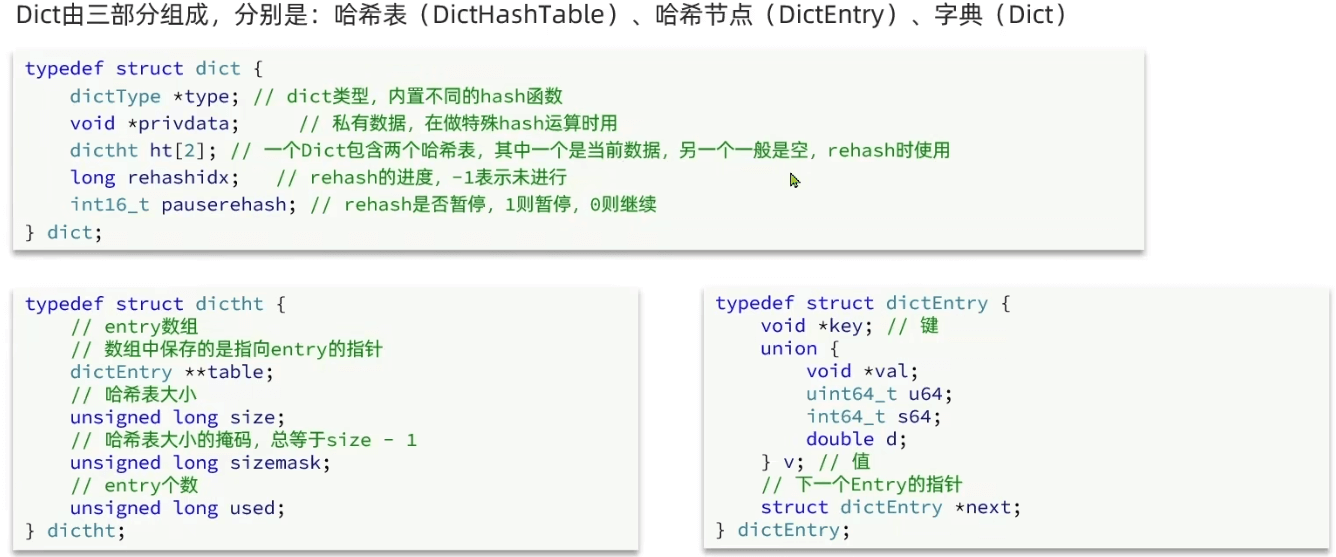 Dict由三部分组成，分别是：哈希表（DictHashTable）、哈希节点（DictEntry）、字典（Dict）
typedef struct dict {
    dictType *type; // dict类型，内置不同的hash函数
    void *privdata;     // 私有数据，在做特殊hash运算时用
    dictht ht[2]; // 一个Dict包含两个哈希表，其中一个是当前数据，另一个一般是空，rehash时使用
    long rehashidx;   // rehash的进度，-1表示未进行
    int16_t pauserehash; // rehash是否暂停，1则暂停，0则继续
} dict;
typedef struct dictht {
    // entry数组
    // 数组中保存的是指向entry的指针
    dictEntry **table;
    // 哈希表大小
    unsigned long size;
    // 哈希表大小的掩码，总等于size - 1
    unsigned long sizemask;
    // entry个数
    unsigned long used;
} dictht;
typedef struct dictEntry {
    void *key; // 键
    union {
        void *val;
        uint64_t u64;
        int64_t s64;
        double d;
    } v; // 值
    // 下一个Entry的指针
    struct dictEntry *next;
} dictEntry;